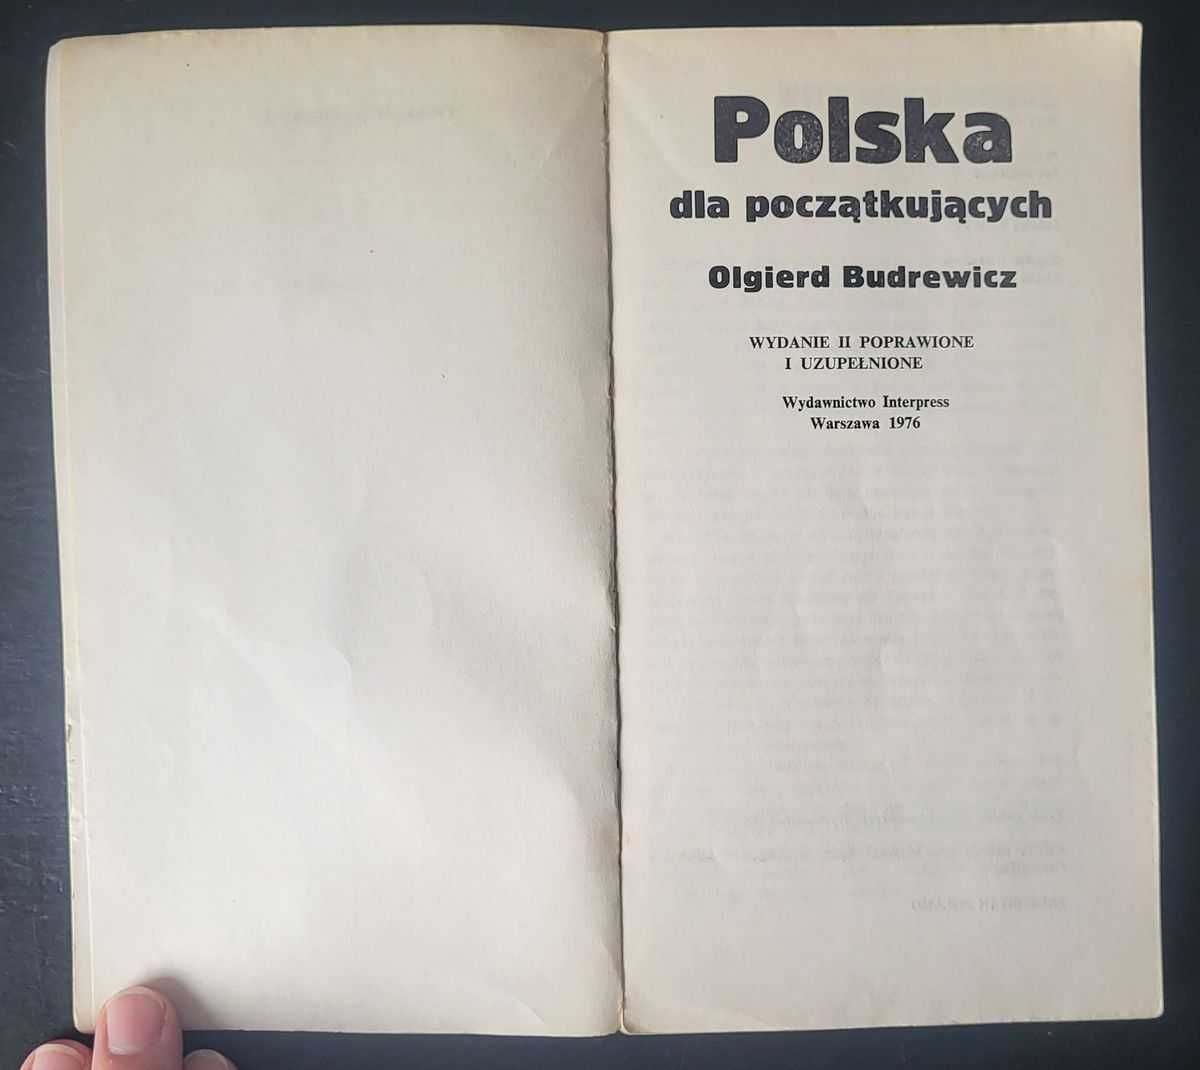 Polska
dla początkujących
Olgierd Budrewicz
WYDANIE II POPRAWIONE
I UZUPEŁNIONE
Wydawnictwo Interpress
Warszawa 1976